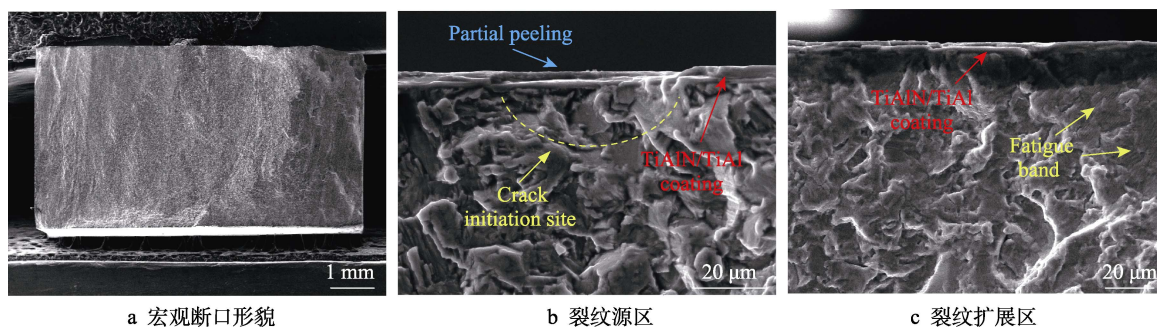 1 mm
a 宏观断口形貌
Partial peeling
TiAlN/TiAl
coating
Crack
initiation site
20 μm
b 裂纹源区
TiAlN/TiAl
coating
Fatigue
band
20 μm
c 裂纹扩展区